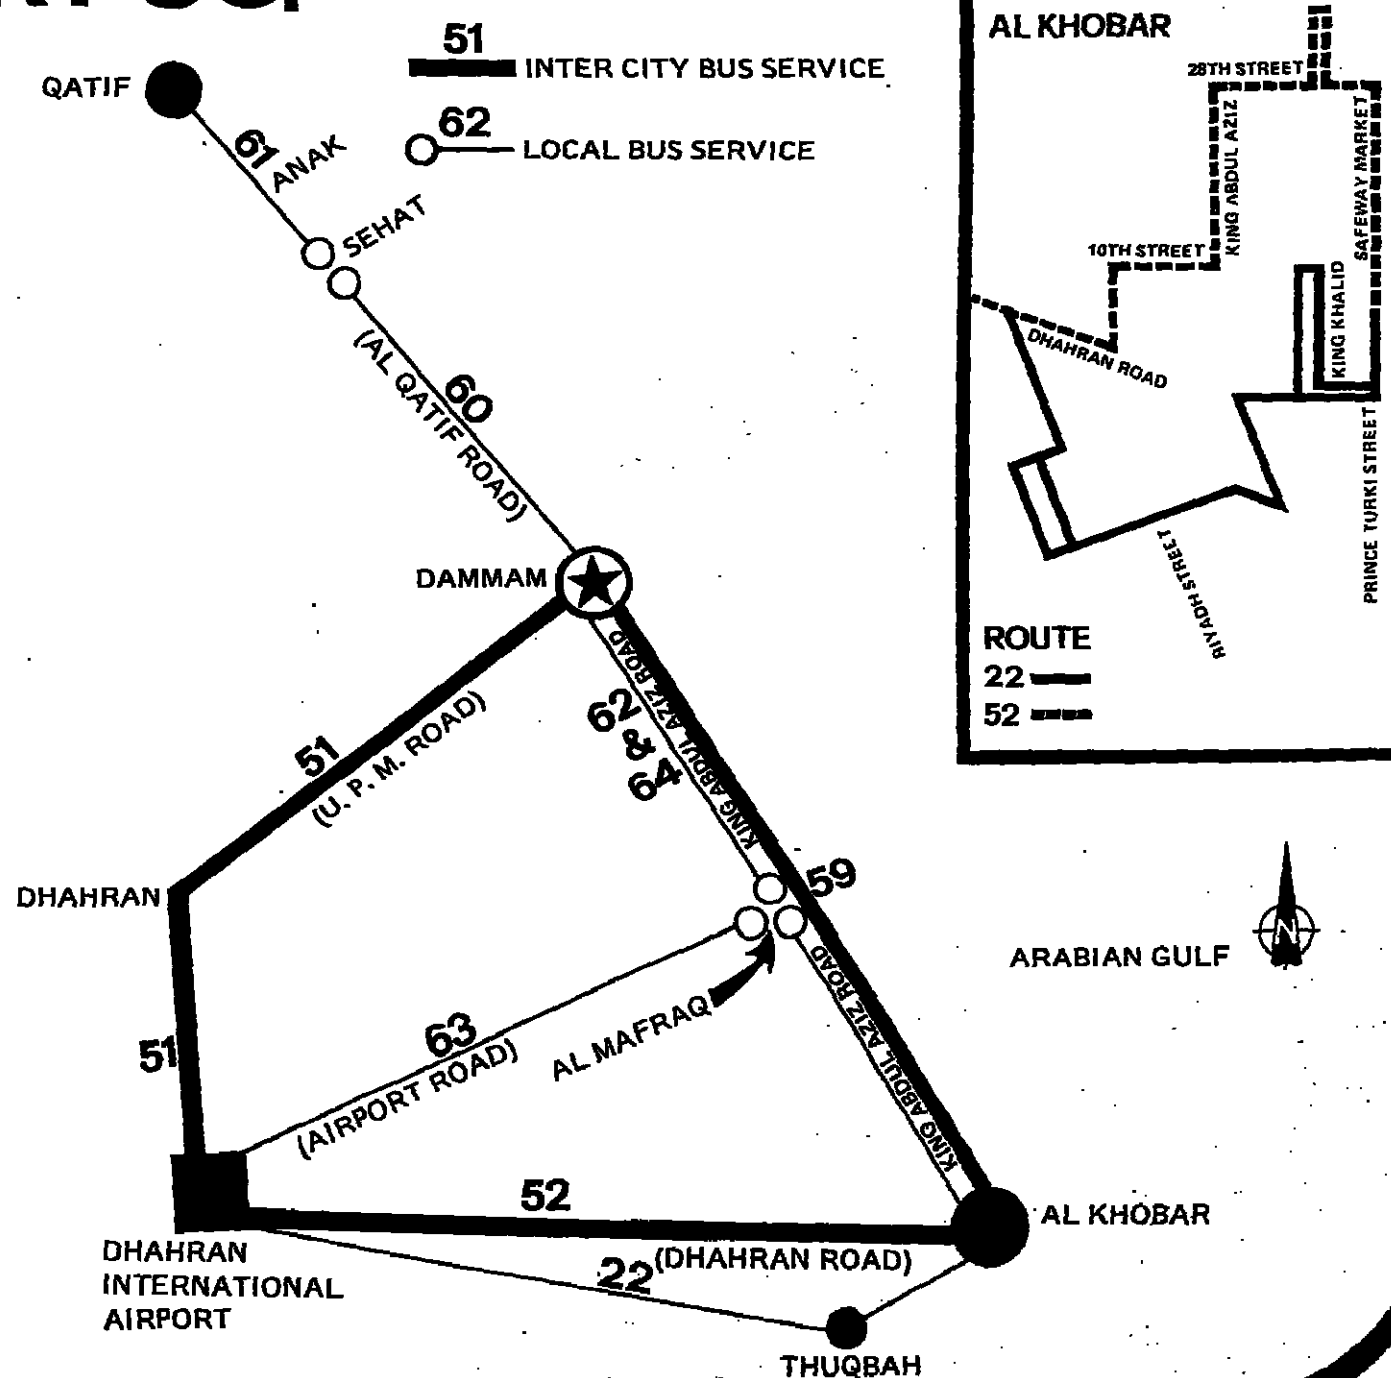 51
INTER CITY BUS SERVICE
62
LOCAL BUS SERVICE
QATIF
61
ANAK
SEHAT
60
(AL QATIF ROAD)
DAMMAM
KING ABDUL AZIZ ROAD
62
&
64
51
(U. P. M. ROAD)
DHAHRAN
59
51
63
(AIRPORT ROAD)
AL MAFRAQ
KING ABDUL AZIZ ROAD
52
(DHAHRAN ROAD)
AL KHOBAR
DHAHRAN
INTERNATIONAL
AIRPORT
22
THUQBAH
ARABIAN GULF
N
AL KHOBAR
28TH STREET
KING ABDUL AZIZ
SAFEWAY MARKET
10TH STREET
KING KHALID
DHAHRAN ROAD
PRINCE TURKI STREET
RIYADH STREET
ROUTE
22
52